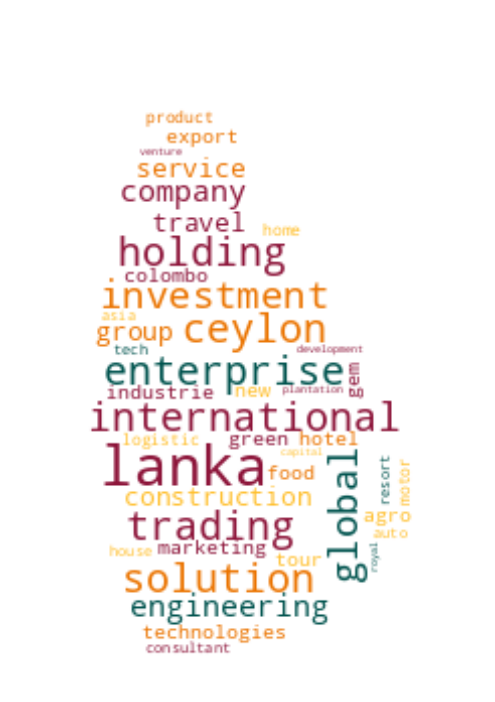 product
export
venture
service
company
travel
home
holding
colombo
investment
asia
group ceylon
tech
development
enterprise
gem
industrie new plantation
international
logistic green hotel
capital
lanka food
global
resort
motor
construction
agro
trading
auto
house marketing
royal
tour
solution
engineering
technologies
consultant